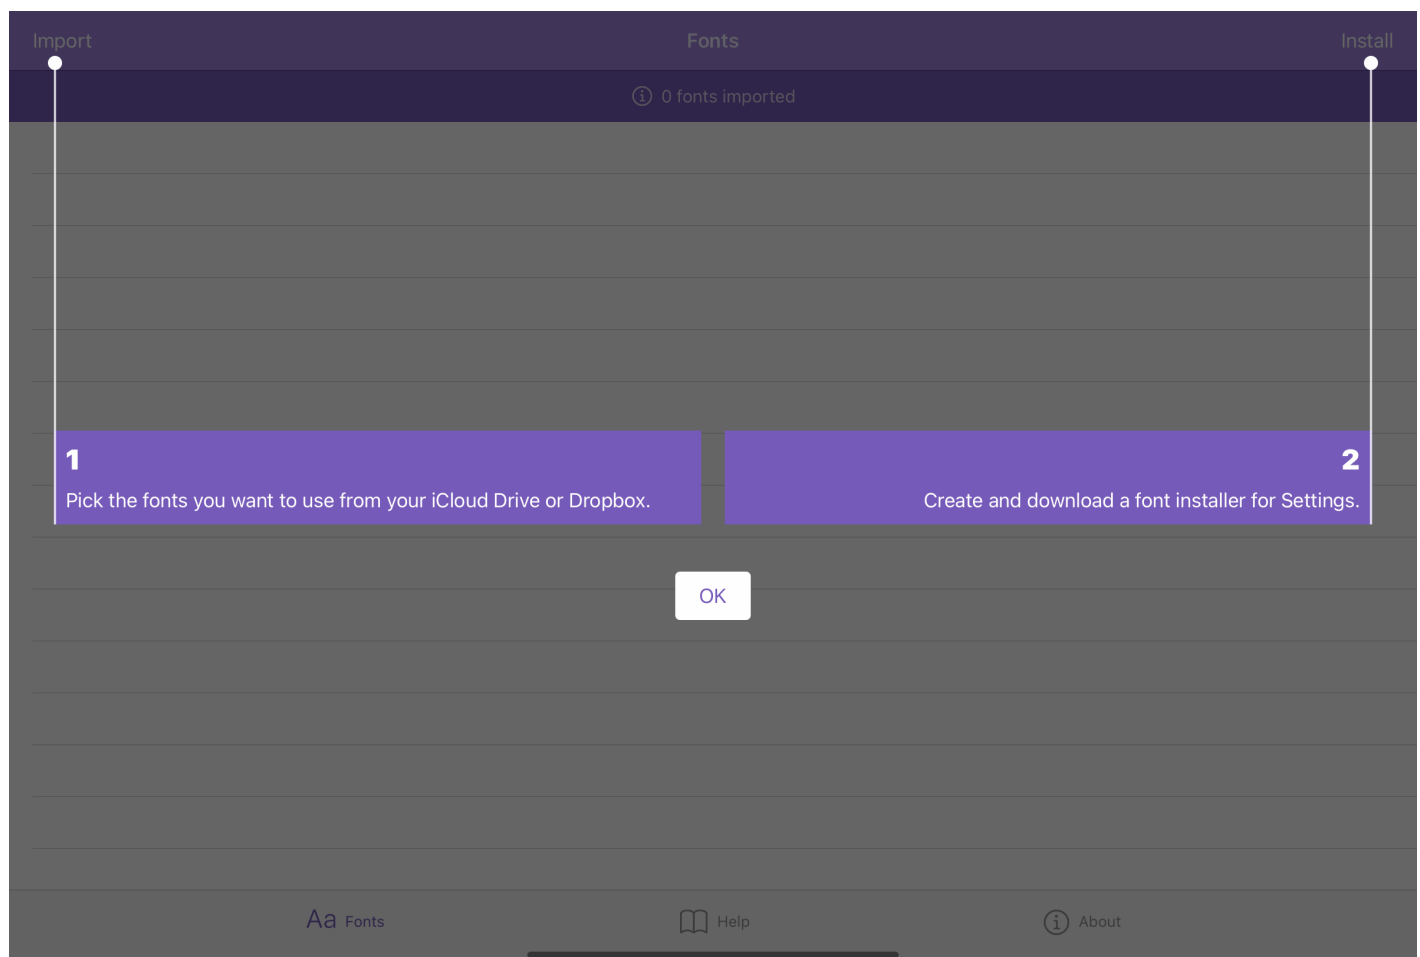 Import
Fonts
Install
0 fonts imported
1
Pick the fonts you want to use from your iCloud Drive or Dropbox.
2
Create and download a font installer for Settings.
OK
Aa Fonts
Help
About